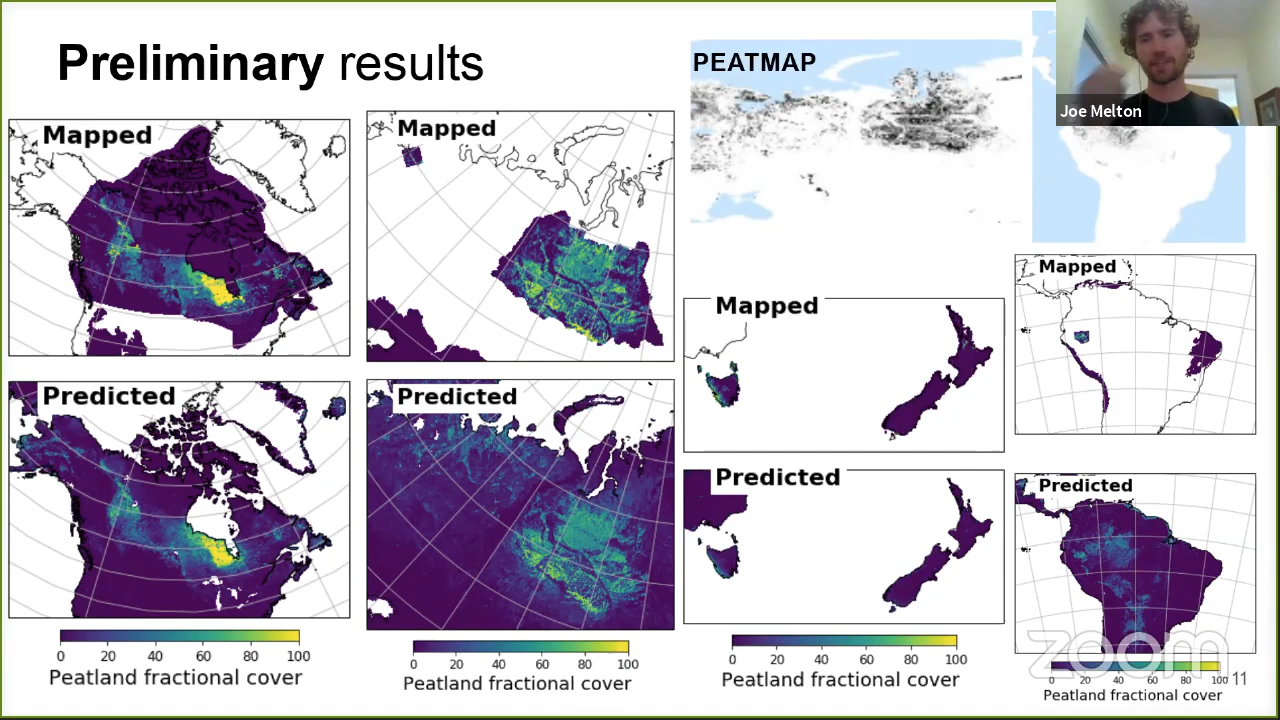 Preliminary results
PEATMAP
Joe Melton
Mapped
Mapped
Mapped
Mapped
Predicted
Predicted
Predicted
Predicted
0 20 40 60 80 100
Peatland fractional cover
0 20 40 60 80 100
Peatland fractional cover
0 20 40 60 80 100
Peatland fractional cover
0 20 40 60 80 100
Peatland fractional cover
zoom
11